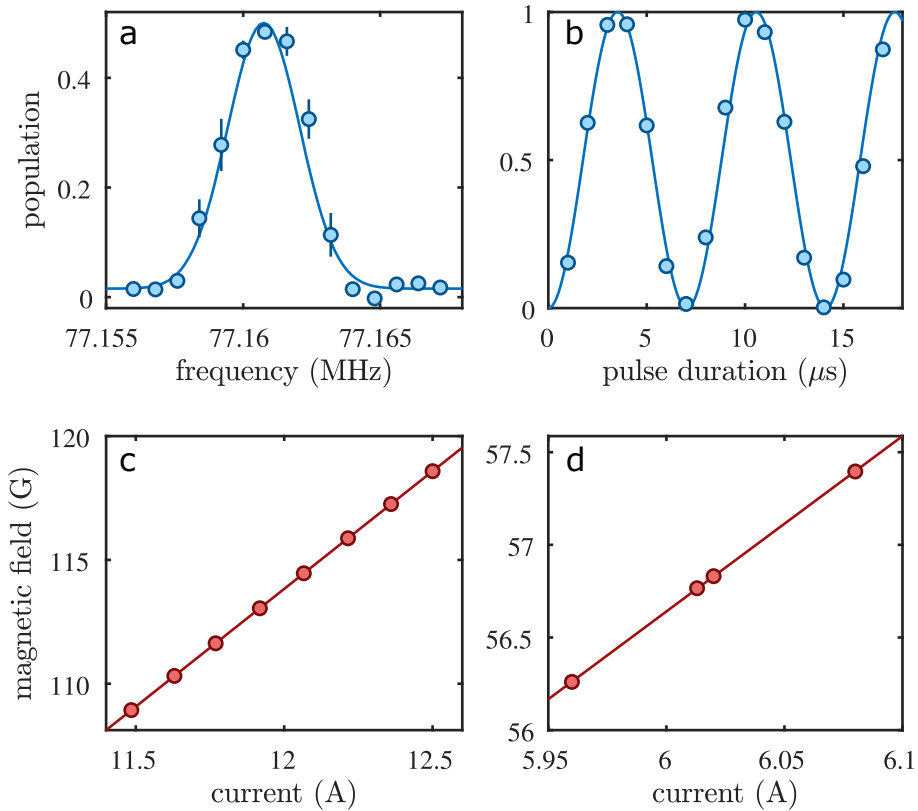 a
population
0.4
0.2
0
77.155 77.16 77.165
frequency (MHz)
b
1
0.5
0
0 5 10 15
pulse duration (μs)
c
magnetic field (G)
120
115
110
11.5 12 12.5
current (A)
d
57.5
57
56.5
56
5.95 6 6.05 6.1
current (A)